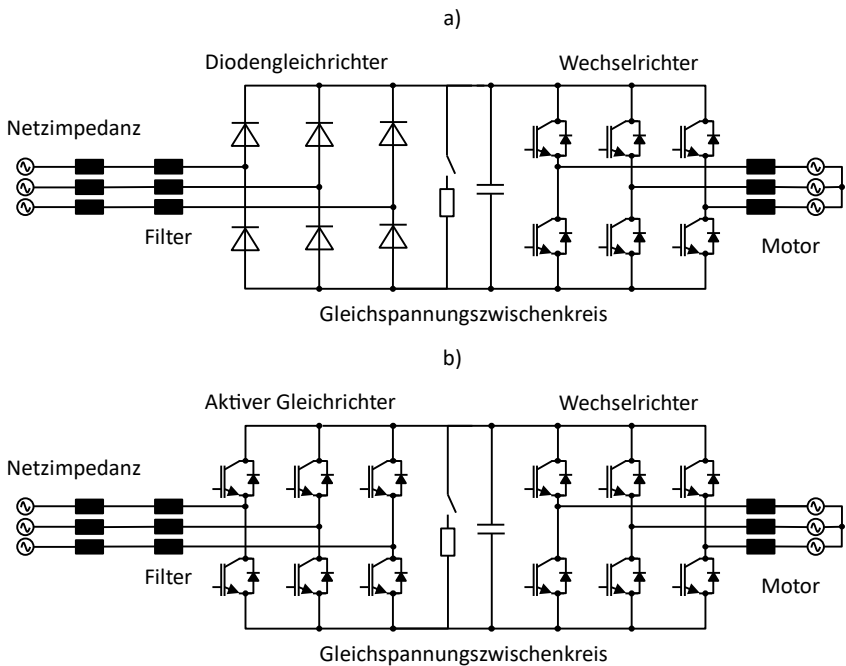 a)
Diodengleichrichter
Wechselrichter
Netzimpedanz
Filter
Motor
Gleichspannungszwischenkreis
b)
Aktiver Gleichrichter
Wechselrichter
Netzimpedanz
Filter
Motor
Gleichspannungszwischenkreis